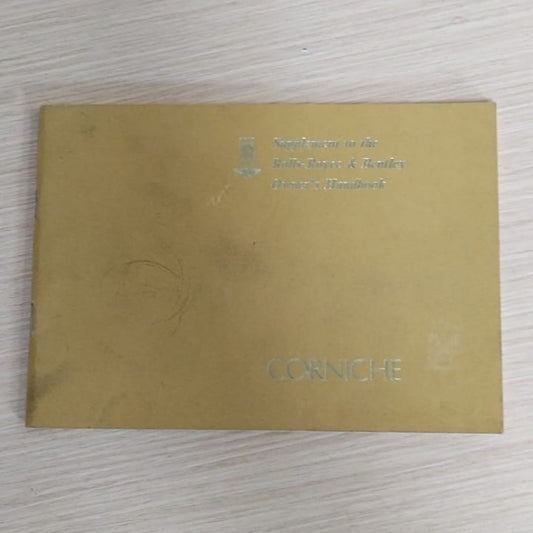 Supplement to the
Rolls-Royce & Bentley
Owner's Handbook
CORNICHE